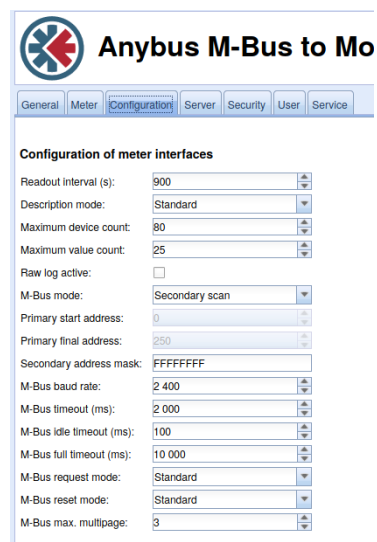 Anybus M-Bus to Mo
General Meter Configuration Server Security User Service
Configuration of meter interfaces
Readout interval (s): 900
Description mode: Standard
Maximum device count: 80
Maximum value count: 25
Raw log active:
M-Bus mode: Secondary scan
Primary start address: 0
Primary final address: 250
Secondary address mask: FFFFFFFF
M-Bus baud rate: 2 400
M-Bus timeout (ms): 2 000
M-Bus idle timeout (ms): 100
M-Bus full timeout (ms): 10 000
M-Bus request mode: Standard
M-Bus reset mode: Standard
M-Bus max. multipage: 3